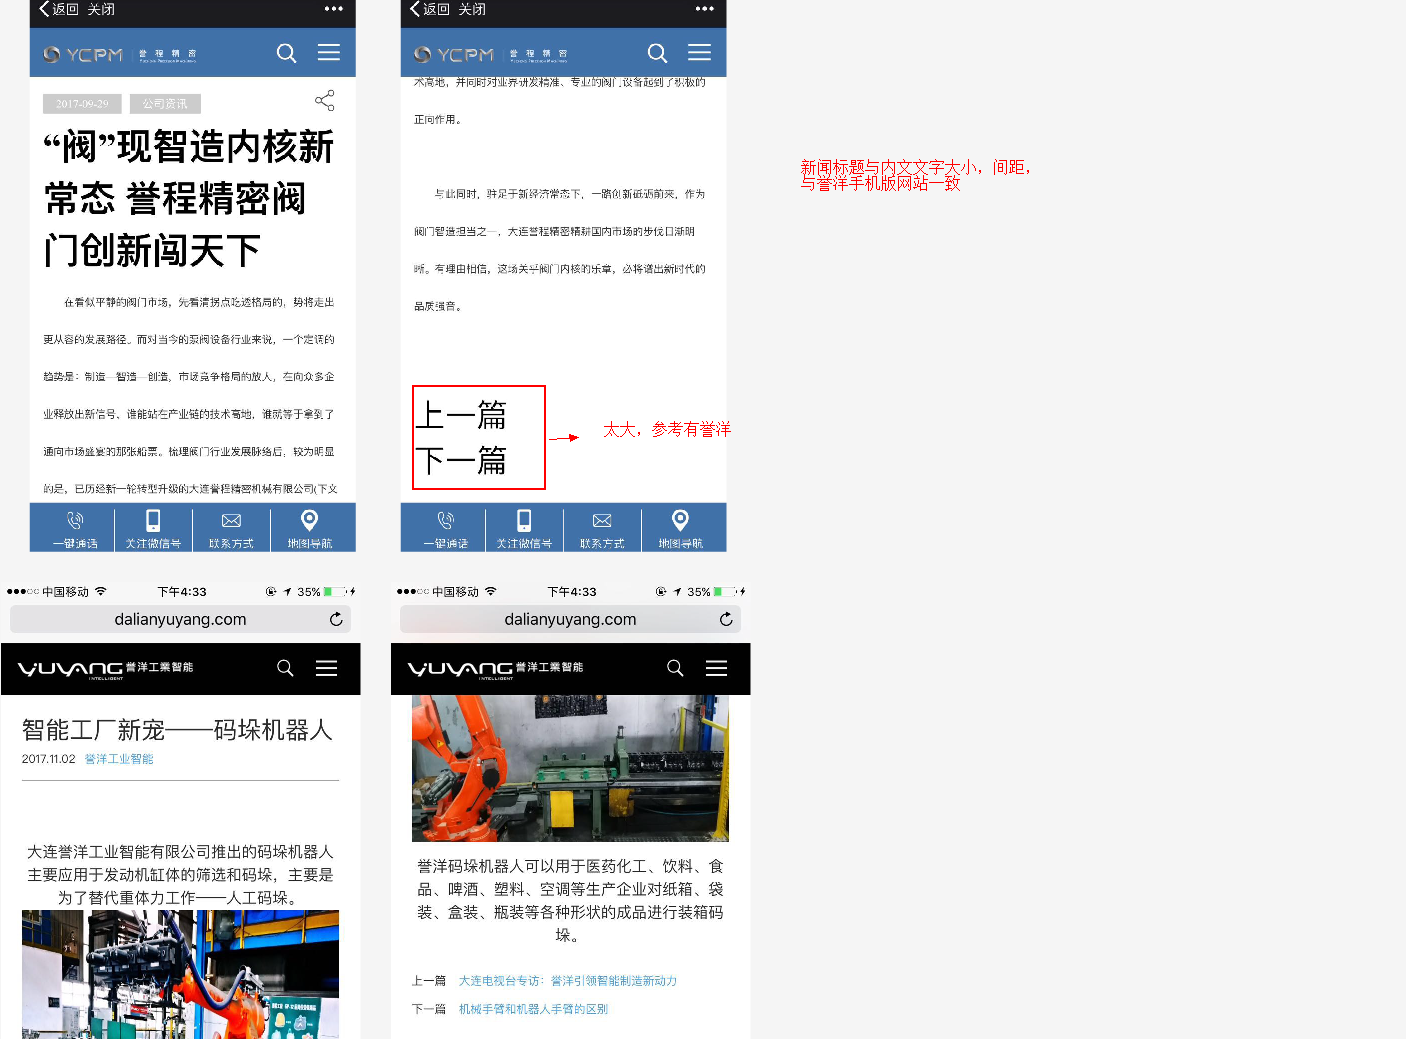 返回 关闭
YCPM 誉程精密
2017-09-29 公司资讯
“阀”现智造内核新
常态 誉程精密阀
门创新闯天下
在看似平静的阀门市场，先看清拐点吃透格局的，势将走出
更从容的发展路径。而对当今的泵阀设备行业来说，一个定调的
趋势是：制造—智造—创造，市场竞争格局的放大，在向众多企
业释放出新信号、谁能站在产业链的技术高地，谁就等于拿到了
通向市场盛宴的那张船票。梳理阀门行业发展脉络后，较为明显
的是，已历经新一轮转型升级的大连誉程精密机械有限公司(下文
一键通话 关注微信号 联系方式 地图导航
返回 关闭
YCPM 誉程精密
术高地，并同时对业界研发精准、专业的阀门设备起到了积极的
正向作用。
与此同时，驻足于新经济常态下，一路创新砥砺前来，作为
阀门智造担当之一，大连誉程精密精耕国内市场的步伐日渐明
晰。有理由相信，这场关乎阀门内核的乐章，必将谱出新时代的
品质强音。
上一篇
下一篇
太大，参考有誉洋
一键通话 关注微信号 联系方式 地图导航
新闻标题与内文文字大小，间距，
与誉洋手机版网站一致
中国移动 下午4:33 35%
dalianyuyang.com
YUYANG 誉洋工業智能
INTELLIGENT
智能工厂新宠——码垛机器人
2017.11.02 誉洋工业智能
大连誉洋工业智能有限公司推出的码垛机器人
主要应用于发动机缸体的筛选和码垛，主要是
为了替代重体力工作——人工码垛。
中国移动 下午4:33 35%
dalianyuyang.com
YUYANG 誉洋工業智能
INTELLIGENT
誉洋码垛机器人可以用于医药化工、饮料、食
品、啤酒、塑料、空调等生产企业对纸箱、袋
装、盒装、瓶装等各种形状的成品进行装箱码
垛。
上一篇 大连电视台专访：誉洋引领智能制造新动力
下一篇 机械手臂和机器人手臂的区别